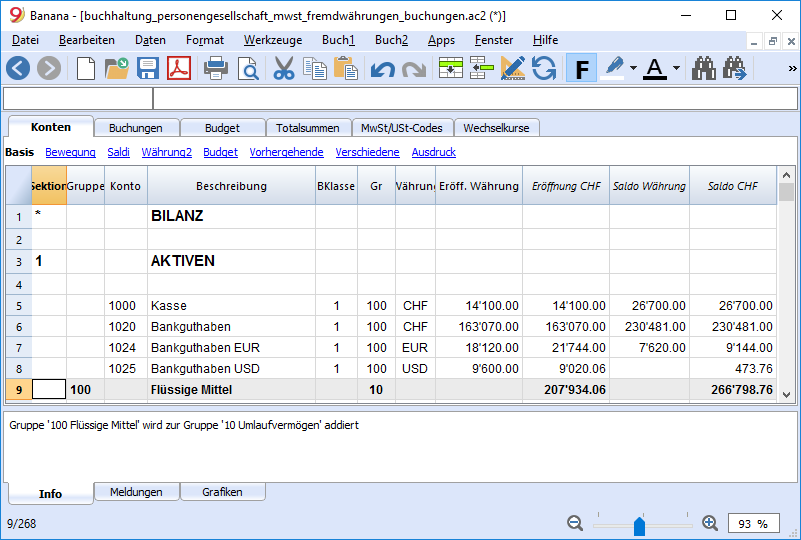 Banana - [buchhaltung_personengesellschaft_mwst_fremdwährungen_buchungen.ac2 (*)]
Datei Bearbeiten Daten Format Werkzeuge Buch1 Buch2 Apps Fenster Hilfe
F A »
Konten Buchungen Budget Totalsummen MwSt/USt-Codes Wechselkurse
Basis Bewegung Saldi Währung2 Budget Vorhergehende Verschiedene Ausdruck
Sektion Gruppe Konto Beschreibung BKlasse Gr Währung Eröff. Währung Eröffnung CHF Saldo Währung Saldo CHF
1 * BILANZ
2
3 1 AKTIVEN
4
5 1000 Kasse 1 100 CHF 14'100.00 14'100.00 26'700.00 26'700.00
6 1020 Bankguthaben 1 100 CHF 163'070.00 163'070.00 230'481.00 230'481.00
7 1024 Bankguthaben EUR 1 100 EUR 18'120.00 21'744.00 7'620.00 9'144.00
8 1025 Bankguthaben USD 1 100 USD 9'600.00 9'020.06 473.76
9 100 Flüssige Mittel 10 207'934.06 266'798.76
Gruppe '100 Flüssige Mittel' wird zur Gruppe '10 Umlaufvermögen' addiert
Info Meldungen Grafiken
9/268 93 %